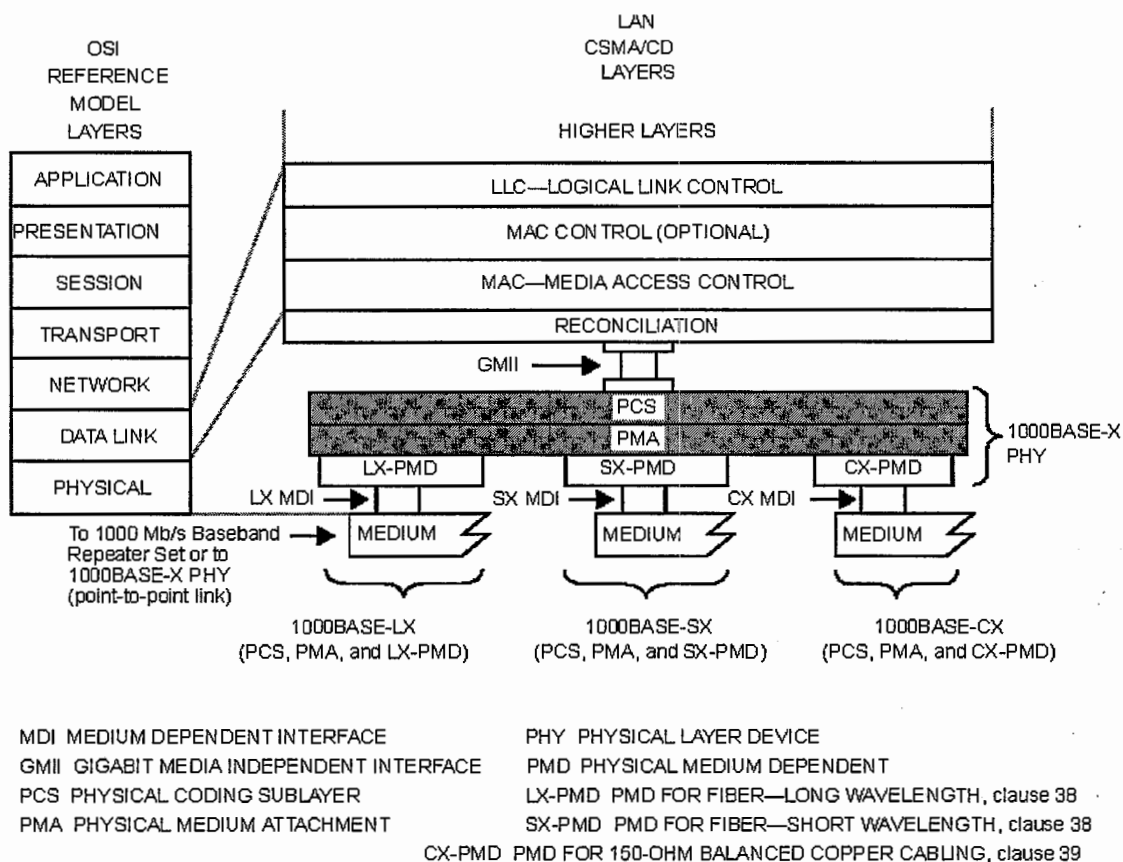 OSI
REFERENCE
MODEL
LAYERS
APPLICATION
PRESENTATION
SESSION
TRANSPORT
NETWORK
DATA LINK
PHYSICAL
LAN
CSMA/CD
LAYERS
HIGHER LAYERS
LLC—LOGICAL LINK CONTROL
MAC CONTROL (OPTIONAL)
MAC—MEDIA ACCESS CONTROL
RECONCILIATION
GMII
PCS
PMA
1000BASE-X
PHY
LX-PMD
SX-PMD
CX-PMD
LX MDI
SX MDI
CX MDI
To 1000 Mb/s Baseband
Repeater Set or to
1000BASE-X PHY
(point-to-point link)
MEDIUM
MEDIUM
MEDIUM
1000BASE-LX
(PCS, PMA, and LX-PMD)
1000BASE-SX
(PCS, PMA, and SX-PMD)
1000BASE-CX
(PCS, PMA, and CX-PMD)
MDI MEDIUM DEPENDENT INTERFACE
GMII GIGABIT MEDIA INDEPENDENT INTERFACE
PCS PHYSICAL CODING SUBLAYER
PMA PHYSICAL MEDIUM ATTACHMENT
PHY PHYSICAL LAYER DEVICE
PMD PHYSICAL MEDIUM DEPENDENT
LX-PMD PMD FOR FIBER—LONG WAVELENGTH, clause 38
SX-PMD PMD FOR FIBER—SHORT WAVELENGTH, clause 38
CX-PMD PMD FOR 150-OHM BALANCED COPPER CABLING, clause 39